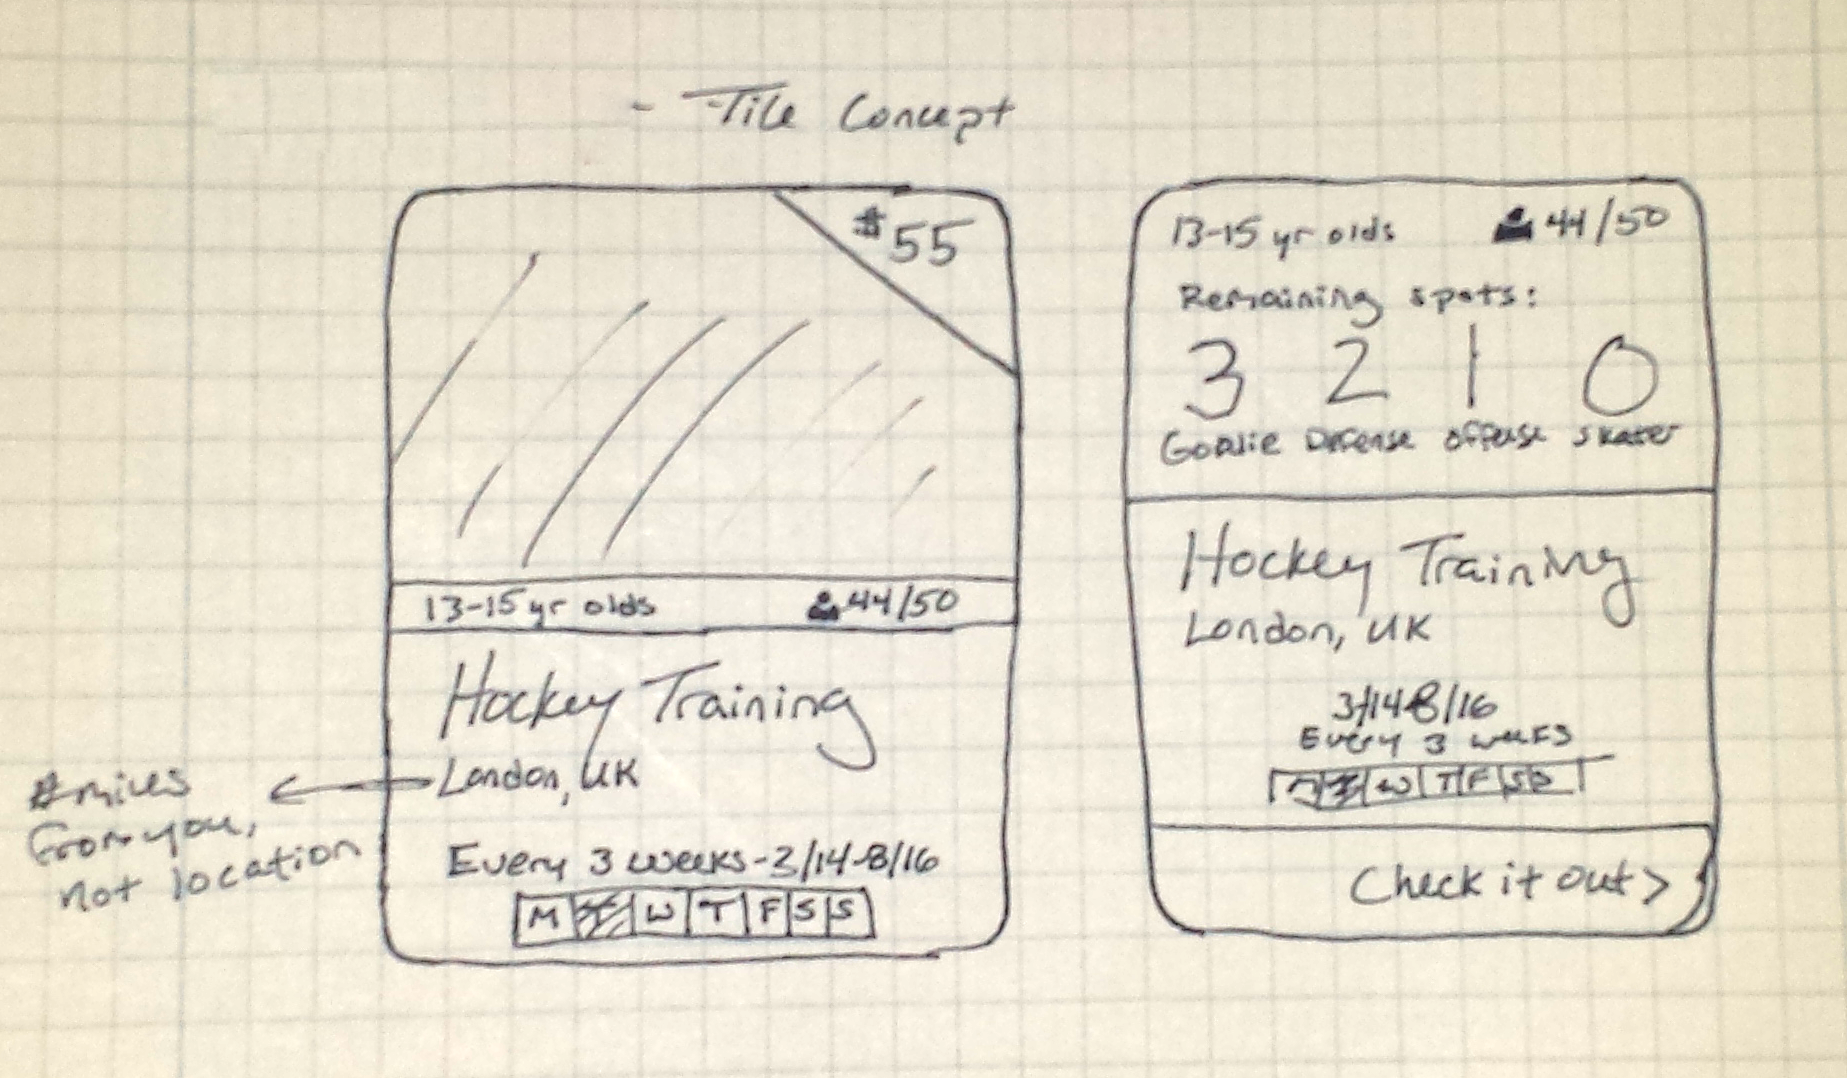 - Tile Concept
$55
13-15 yr olds 44/50
Hockey Training
London, UK
# miles
from you,
not location
Every 3 weeks - 3/14-8/16
M T W T F S S
13-15 yr olds 44/50
Remaining spots:
3 2 1 0
Goalie Defense offense skater
Hockey Training
London, UK
3/14-8/16
Every 3 weeks
M T W T F S S
Check it out >